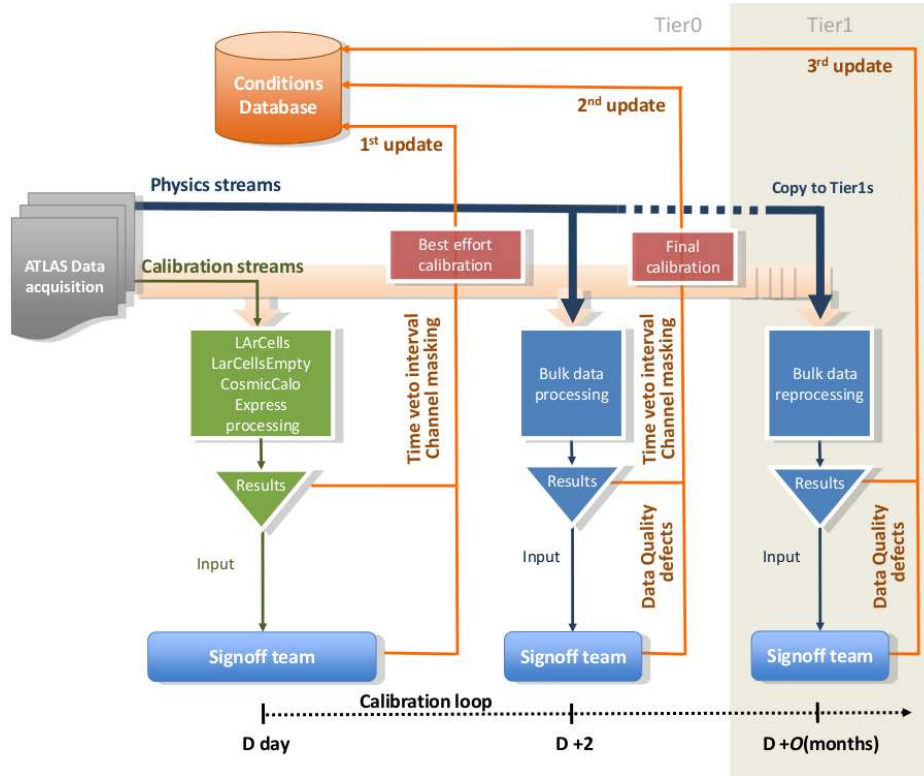 Tier0
Tier1
Conditions
Database
3rd update
2nd update
1st update
Physics streams
Copy to Tier1s
ATLAS Data
acquisition
Calibration streams
Best effort
calibration
Final
calibration
LArCells
LarCellsEmpty
CosmicCalo
Express
processing
Time veto interval
Channel masking
Bulk data
processing
Time veto interval
Channel masking
Bulk data
reprocessing
Results
Results
Results
Input
Input
Data Quality
defects
Input
Data Quality
defects
Signoff team
Signoff team
Signoff team
Calibration loop
D day
D +2
D +O(months)